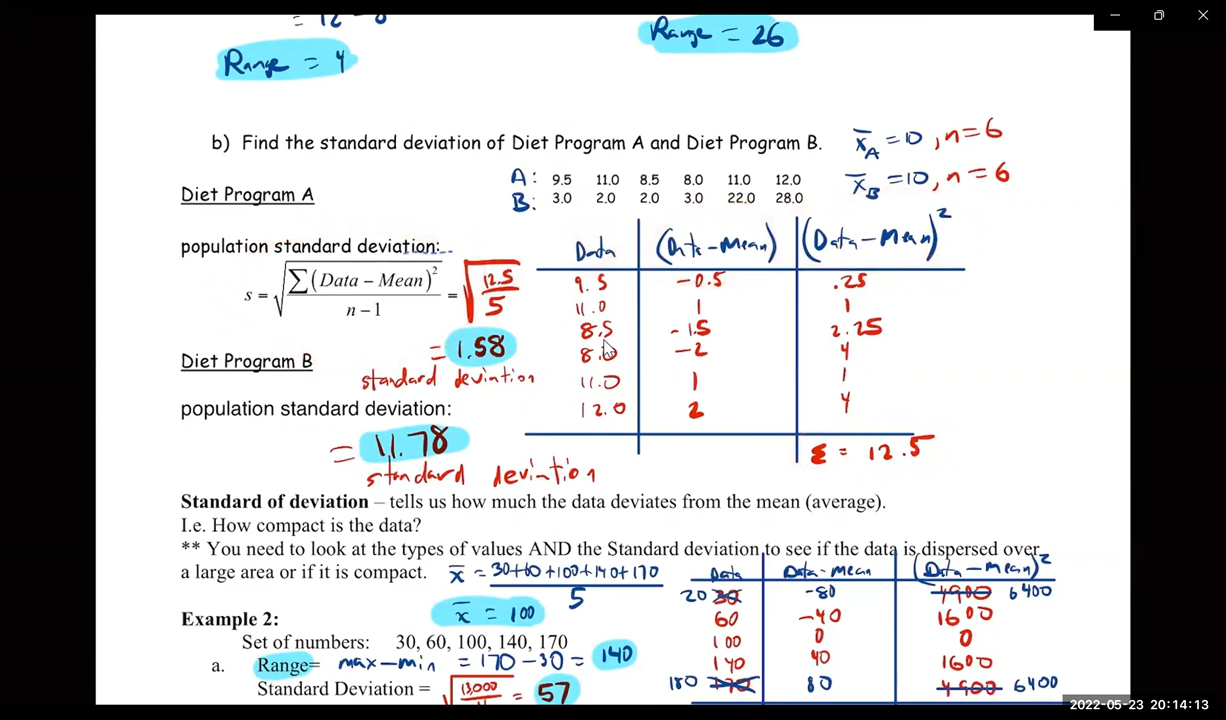 = 12 - 8
Range = 4
Range = 26
b) Find the standard deviation of Diet Program A and Diet Program B.
x̄A = 10, n = 6
x̄B = 10, n = 6
A: 9.5 11.0 8.5 8.0 11.0 12.0
B: 3.0 2.0 2.0 3.0 22.0 28.0
Diet Program A
population standard deviation:
s = √(∑(Data – Mean)² / n – 1) = √(12.5 / 5)
= 1.58
standard deviation
Data (Data - Mean) (Data - Mean)²
9.5 -0.5 .25
11.0 1 1
8.5 -1.5 2.25
8.0 -2 4
11.0 1 1
12.0 2 4
Σ = 12.5
Diet Program B
population standard deviation:
= 11.78
standard deviation
Standard of deviation – tells us how much the data deviates from the mean (average).
I.e. How compact is the data?
** You need to look at the types of values AND the Standard deviation to see if the data is dispersed over
a large area or if it is compact.
x̄ = 30+60+100+140+170 / 5
x̄ = 100
Data Data - Mean (Data - Mean)²
20 30 -80 4900 6400
60 -40 1600
100 0 0
140 40 1600
180 170 80 4900 6400
Example 2:
Set of numbers: 30, 60, 100, 140, 170
a. Range= max - min = 170 - 30 = 140
Standard Deviation = √(13,000 = 57
2022-05-23 20:14:13